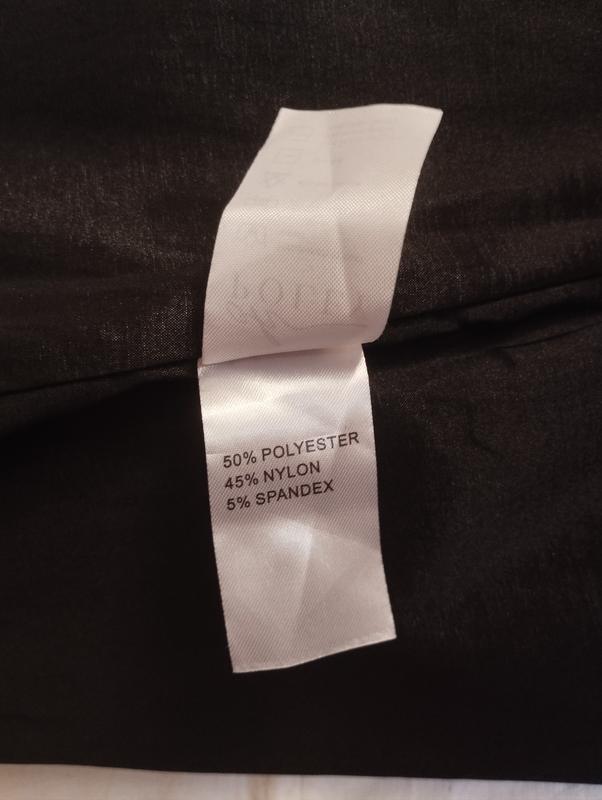 50% POLYESTER
45% NYLON
5% SPANDEX